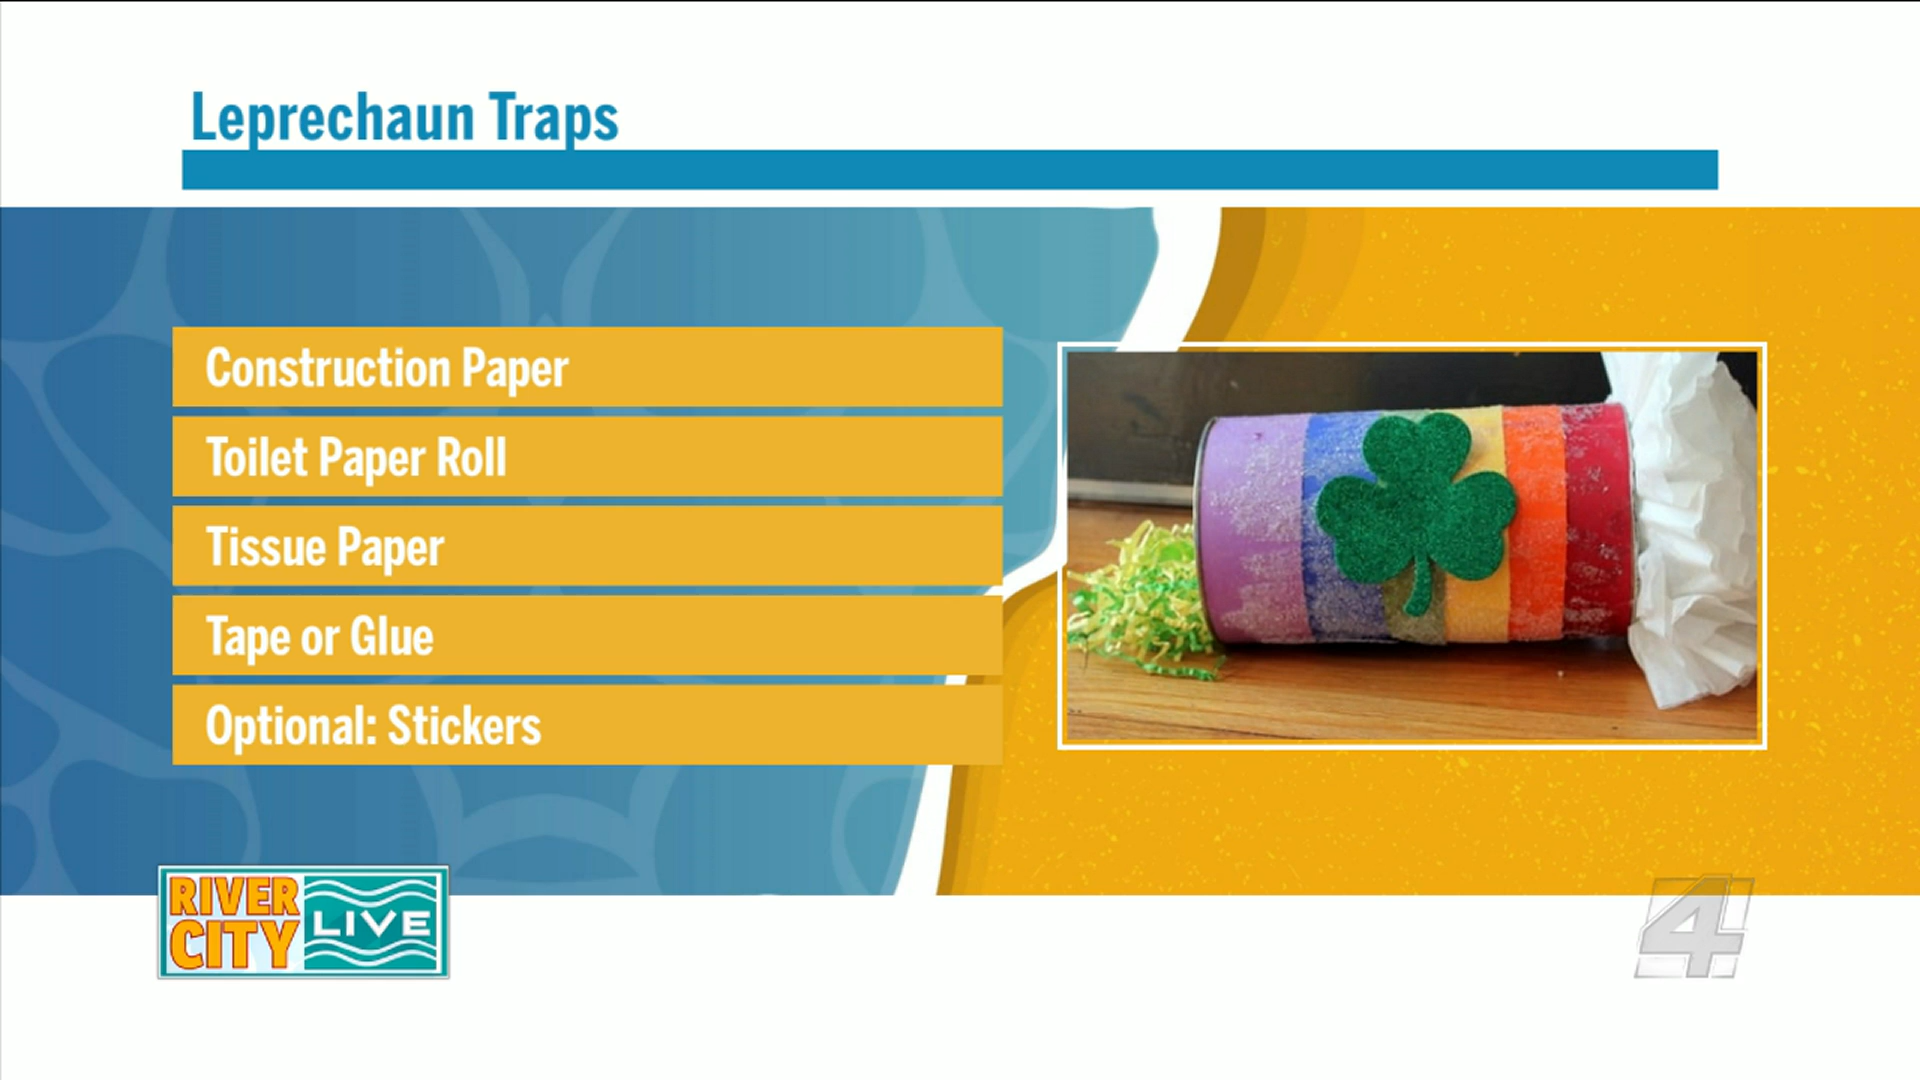 Leprechaun Traps
Construction Paper
Toilet Paper Roll
Tissue Paper
Tape or Glue
Optional: Stickers
RIVER
CITY
LIVE
4